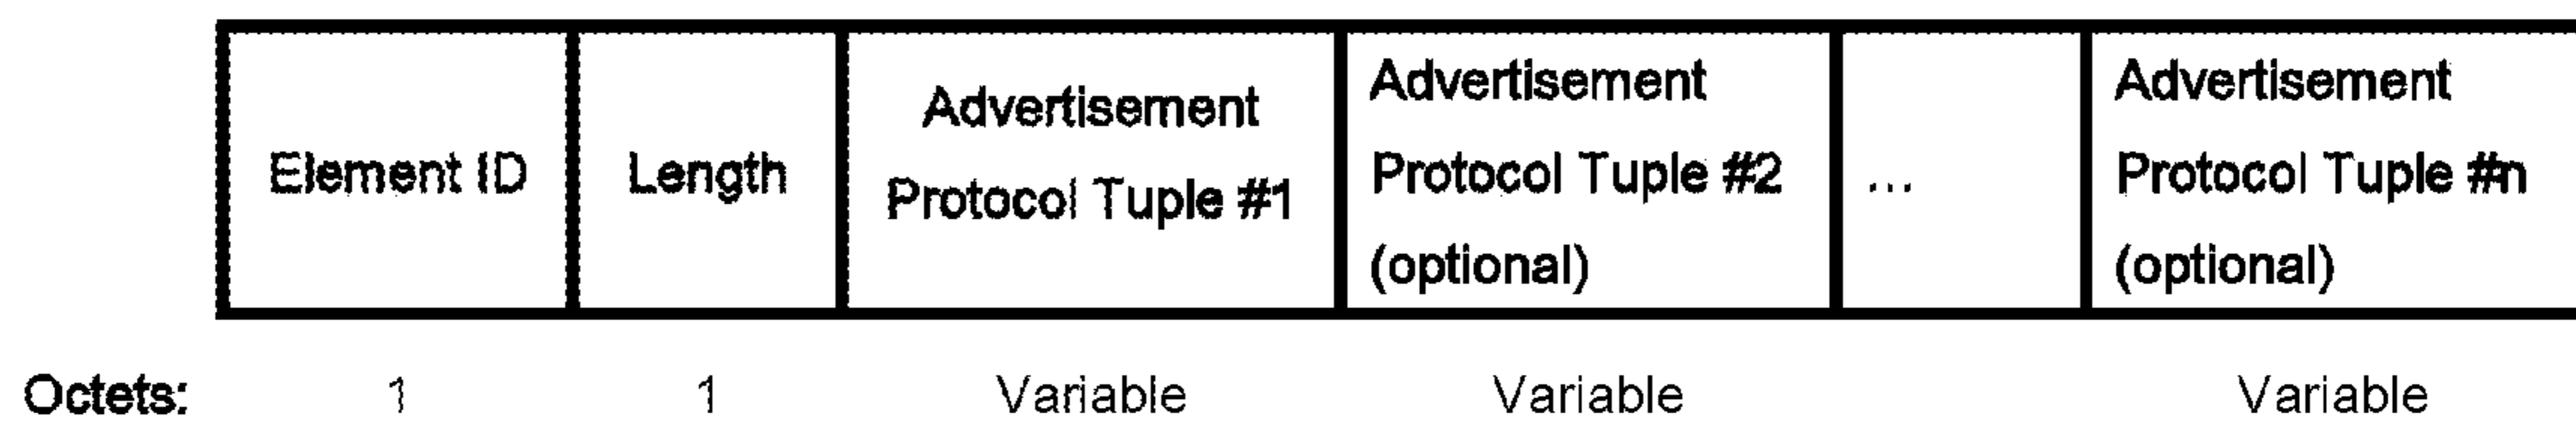 Element ID
Length
Advertisement
Protocol Tuple #1
Advertisement
Protocol Tuple #2
(optional)
...
Advertisement
Protocol Tuple #n
(optional)
Octets: 1 1 Variable Variable Variable